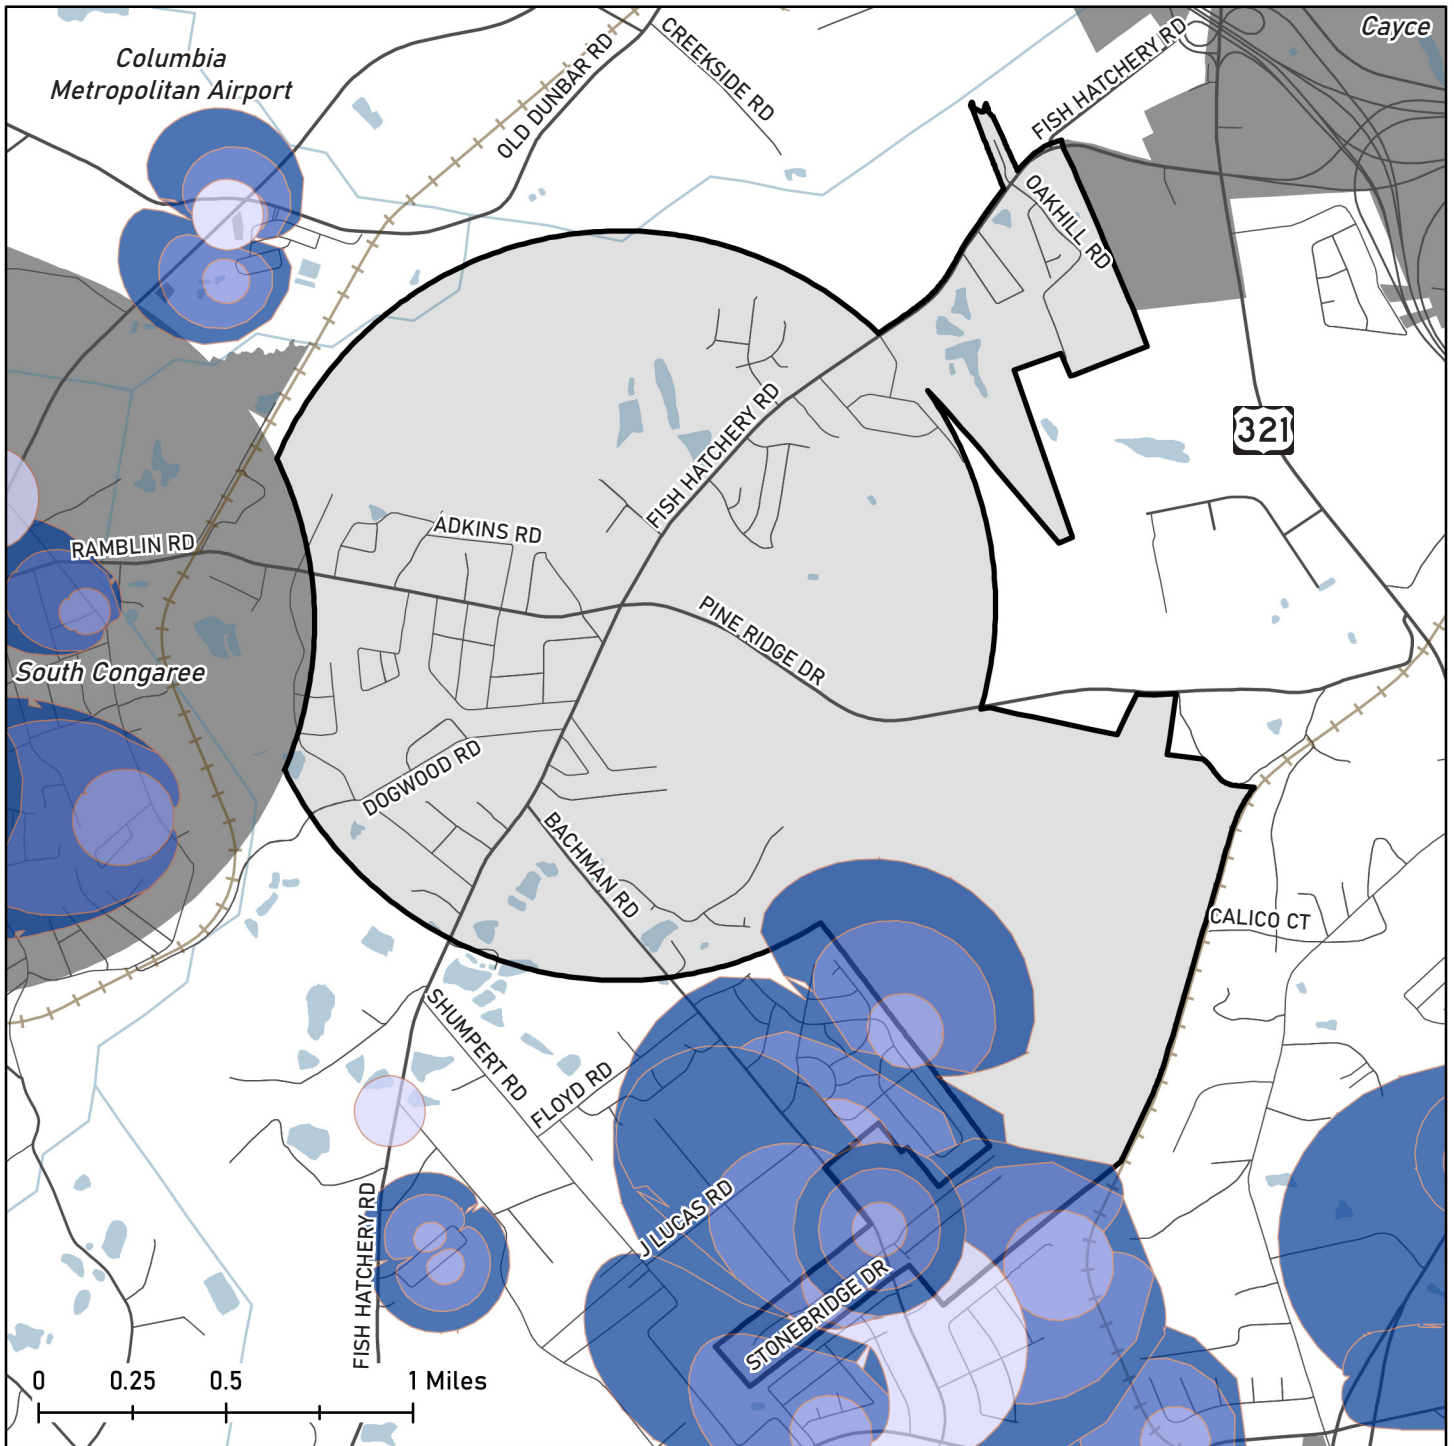 Columbia
Metropolitan Airport
Cayce
OLD DUNBAR RD
CREEKSIDE RD
FISH HATCHERY RD
OAKHILL RD
321
FISH HATCHERY RD
ADKINS RD
RAMBLIN RD
PINE RIDGE DR
South Congaree
DOGWOOD RD
BACHMAN RD
CALICO CT
SHUMPERT RD
FLOYD RD
J LUCAS RD
FISH HATCHERY RD
STONEBRIDGE DR
0 0.25 0.5 1 Miles